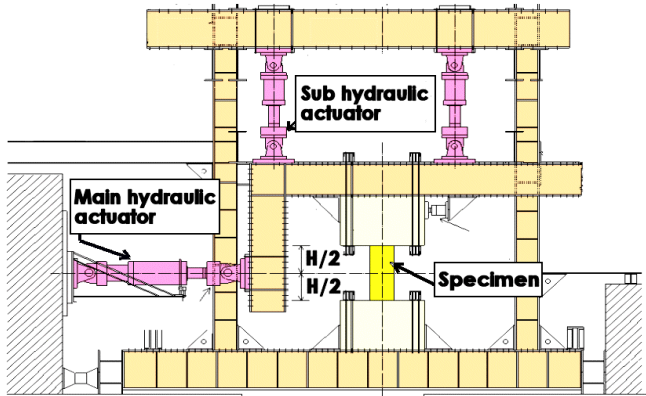 Sub hydraulic
actuator
Main hydraulic
actuator
H/2
H/2
Specimen